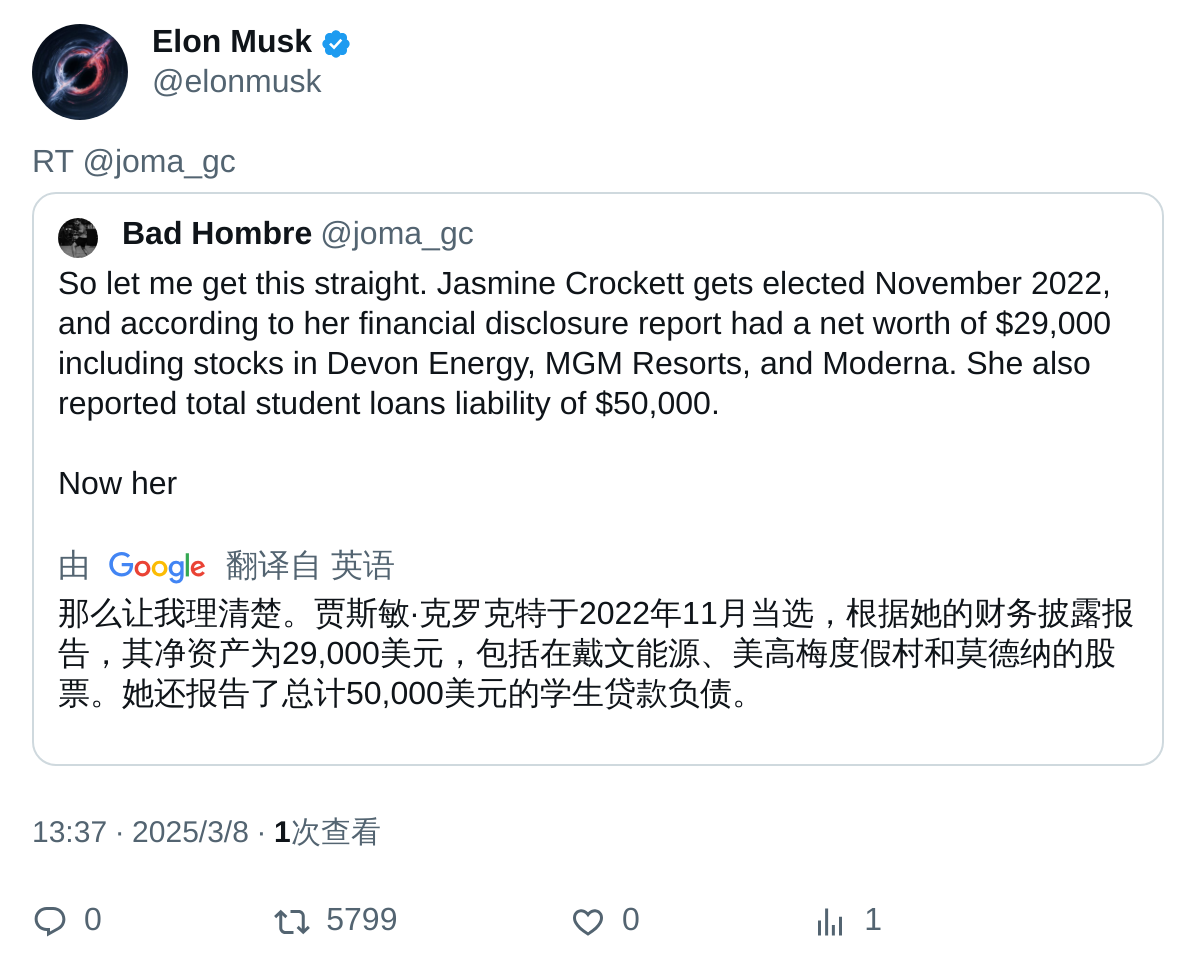 Elon Musk
@elonmusk
RT @joma_gc
Bad Hombre @joma_gc
So let me get this straight. Jasmine Crockett gets elected November 2022,
and according to her financial disclosure report had a net worth of $29,000
including stocks in Devon Energy, MGM Resorts, and Moderna. She also
reported total student loans liability of $50,000.
Now her
由 Google 翻译自 英语
那么让我理清楚。贾斯敏·克罗克特于2022年11月当选，根据她的财务披露报
告，其净资产为29,000美元，包括在戴文能源、美高梅度假村和莫德纳的股
票。她还报告了总计50,000美元的学生贷款负债。
13:37 · 2025/3/8 · 1次查看
0 5799 0 1